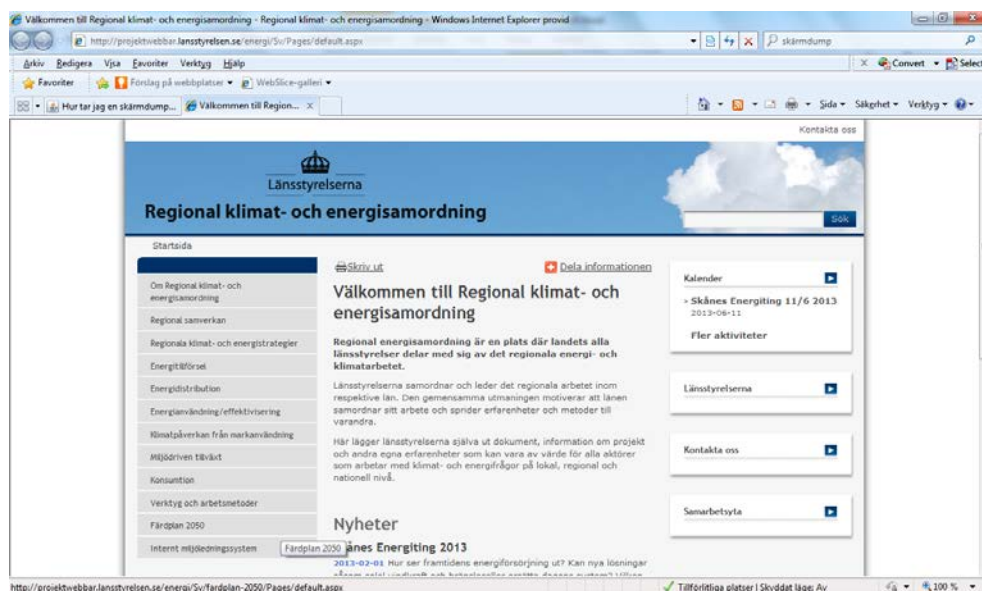 Välkommen till Regional klimat- och energisamordning - Regional klimat- och energisamordning - Windows Internet Explorer provid
http://projektwebbar.lansstyrelsen.se/energi/Sv/Pages/default.aspx
skärmdump
Arkiv Redigera Visa Favoriter Verktyg Hjälp
Convert Select
Favoriter Förslag på webbplatser WebSlice-galleri
Hur tar jag en skärmdump... Välkommen till Region... x
Sida Säkerhet Verktyg
Kontakta oss
Länsstyrelserna
Regional klimat- och energisamordning
Sök
Startsida
Om Regional klimat- och
energisamordning
Regional samverkan
Regionala klimat- och energistrategier
Energitillförsel
Energidistribution
Energianvändning/effektivisering
Klimatpåverkan från markanvändning
Miljödriven tillväxt
Konsumtion
Verktyg och arbetsmetoder
Färdplan 2050
Internt miljöledningssystem
Färdplan 2050
Skriv ut
Dela informationen
Välkommen till Regional klimat- och
energisamordning
Regional energisamordning är en plats där landets alla
länsstyrelser delar med sig av det regionala energi- och
klimatarbetet.
Länsstyrelserna samordnar och leder det regionala arbetet inom
respektive län. Den gemensamma utmaningen motiverar att länen
samordnar sitt arbete och sprider erfarenheter och metoder till
varandra.
Här lägger länsstyrelserna själva ut dokument, information om projekt
och andra egna erfarenheter som kan vara av värde för alla aktörer
som arbetar med klimat- och energifrågor på lokal, regional och
nationell nivå.
Nyheter
ånes Energiting 2013
2013-02-01 Hur ser framtidens energiförsörjning ut? Kan nya lösningar
Kalender
› Skånes Energiting 11/6 2013
2013-06-11
Fler aktiviteter
Länsstyrelserna
Kontakta oss
Samarbetsyta
http://projektwebbar.lansstyrelsen.se/energi/Sv/fardplan-2050/Pages/default.aspx
Tillförlitliga platser | Skyddat läge: Av
100 %